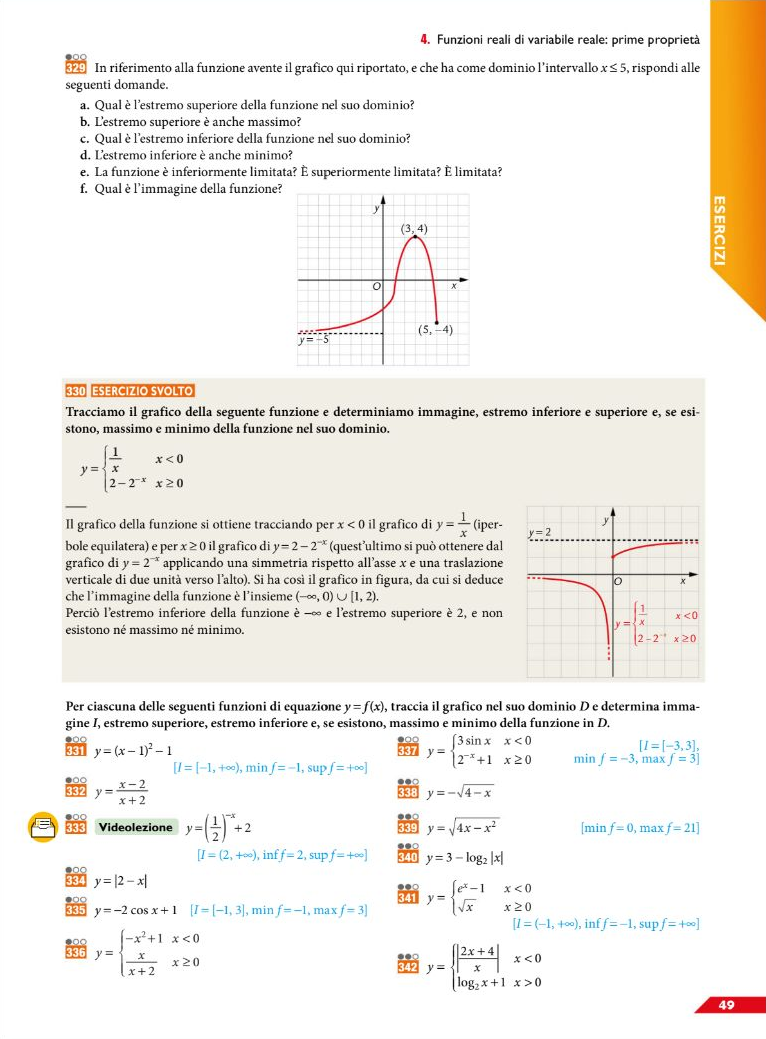 4. Funzioni reali di variabile reale: prime proprietà
329 In riferimento alla funzione avente il grafico qui riportato, e che ha come dominio l'intervallo x ≤ 5, rispondi alle
seguenti domande.
a. Qual è l'estremo superiore della funzione nel suo dominio?
b. L'estremo superiore è anche massimo?
c. Qual è l'estremo inferiore della funzione nel suo dominio?
d. L'estremo inferiore è anche minimo?
e. La funzione è inferiormente limitata? È superiormente limitata? È limitata?
f. Qual è l'immagine della funzione?
y
(3, 4)
O
x
(5, −4)
y = −5
ESERCIZI
330 ESERCIZIO SVOLTO
Tracciamo il grafico della seguente funzione e determiniamo immagine, estremo inferiore e superiore e, se esi-
stono, massimo e minimo della funzione nel suo dominio.
y = { 1/x x < 0
2 − 2^{−x} x ≥ 0
Il grafico della funzione si ottiene tracciando per x < 0 il grafico di y = 1/x (iper-
bole equilatera) e per x ≥ 0 il grafico di y = 2 − 2^{−x} (quest'ultimo si può ottenere dal
grafico di y = 2^{−x} applicando una simmetria rispetto all'asse x e una traslazione
verticale di due unità verso l'alto). Si ha così il grafico in figura, da cui si deduce
che l'immagine della funzione è l'insieme (−∞, 0) ∪ [1, 2).
Perciò l'estremo inferiore della funzione è −∞ e l'estremo superiore è 2, e non
esistono né massimo né minimo.
y
y = 2
O
x
y = { 1/x x < 0
2 − 2^{−x} x ≥ 0
Per ciascuna delle seguenti funzioni di equazione y = f(x), traccia il grafico nel suo dominio D e determina imma-
gine I, estremo superiore, estremo inferiore e, se esistono, massimo e minimo della funzione in D.
331 y = (x − 1)² − 1
[I = [−1, +∞), min f = −1, sup f = +∞]
332 y = (x − 2)/(x + 2)
333 Videolezione y = (1/2)^{−x} + 2
[I = (2, +∞), inf f = 2, sup f = +∞]
334 y = |2 − x|
335 y = −2 cos x + 1 [I = [−1, 3], min f = −1, max f = 3]
336 y = { −x² + 1 x < 0
x/(x + 2) x ≥ 0
337 y = { 3 sin x x < 0 [I = [−3, 3],
2^{−x} + 1 x ≥ 0 min f = −3, max f = 3]
338 y = −√(4 − x)
339 y = √(4x − x²) [min f = 0, max f = 21]
340 y = 3 − log₂ |x|
341 y = { e^x − 1 x < 0
√x x ≥ 0
[I = (−1, +∞), inf f = −1, sup f = +∞]
342 y = { |(2x + 4)/x| x < 0
log₂ x + 1 x > 0
49